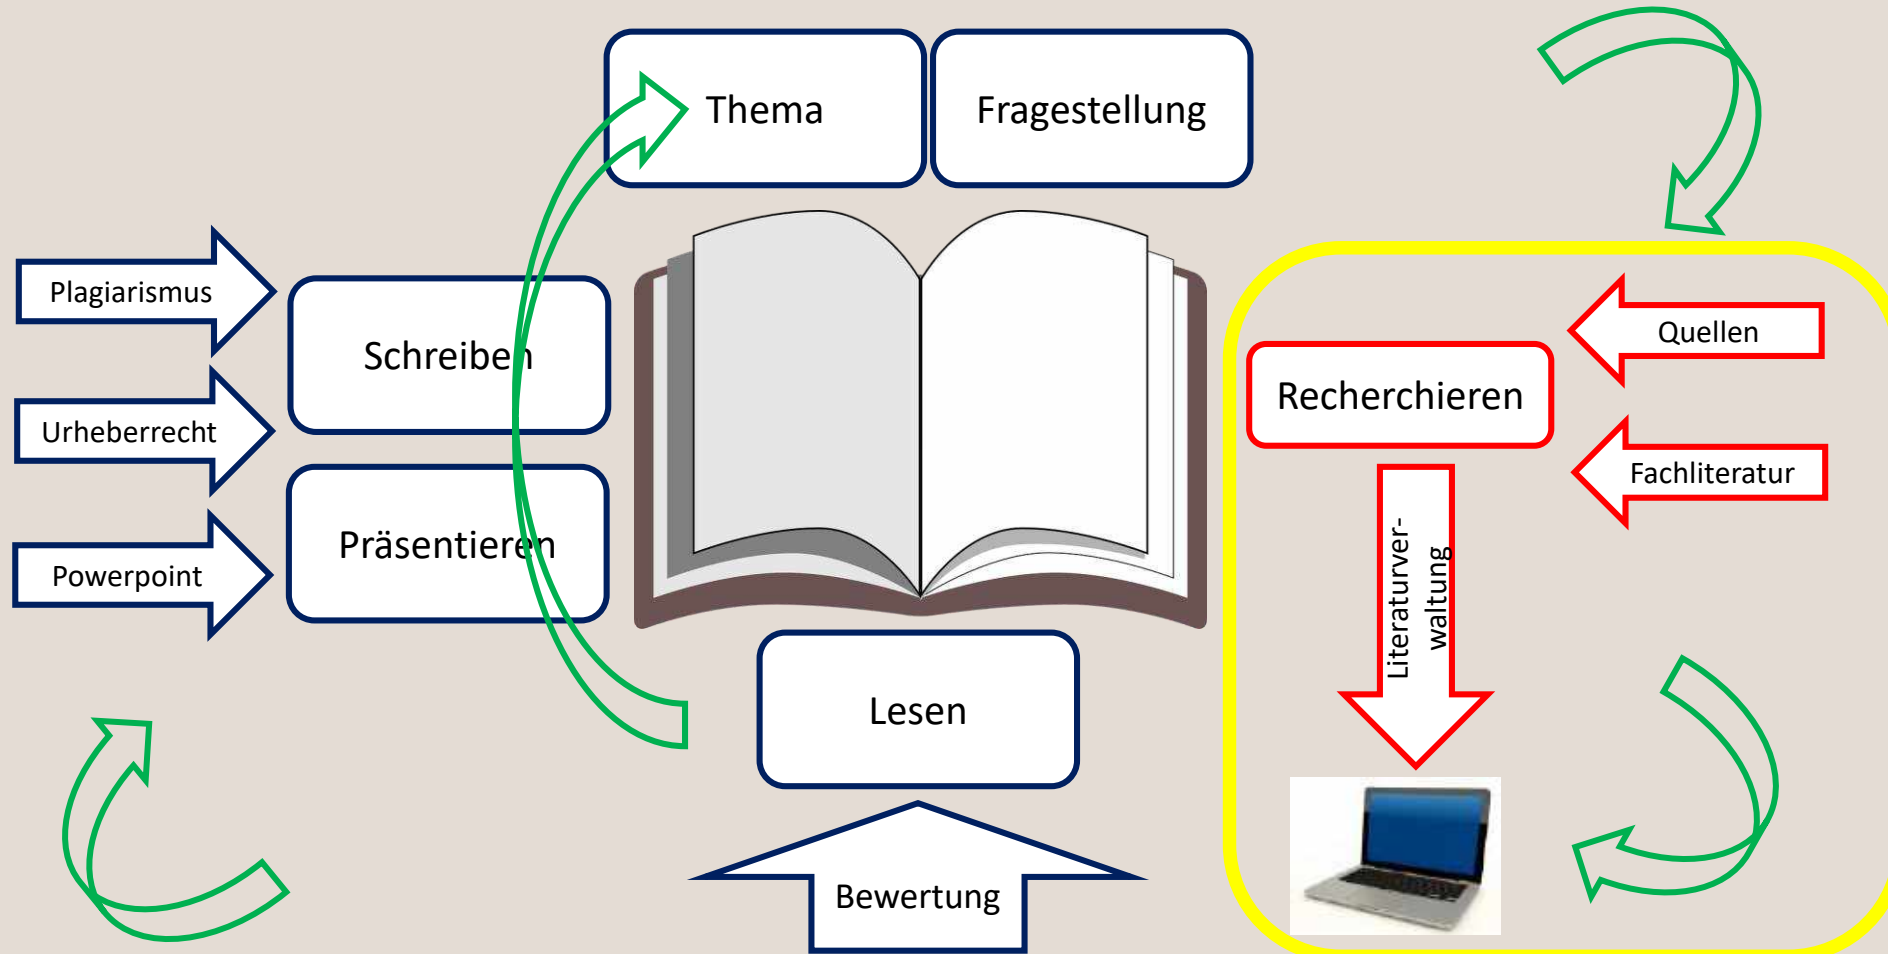 Thema
Fragestellung
Plagiarismus
Schreiben
Urheberrecht
Präsentieren
Powerpoint
Quellen
Recherchieren
Fachliteratur
Literaturver-
waltung
Lesen
Bewertung